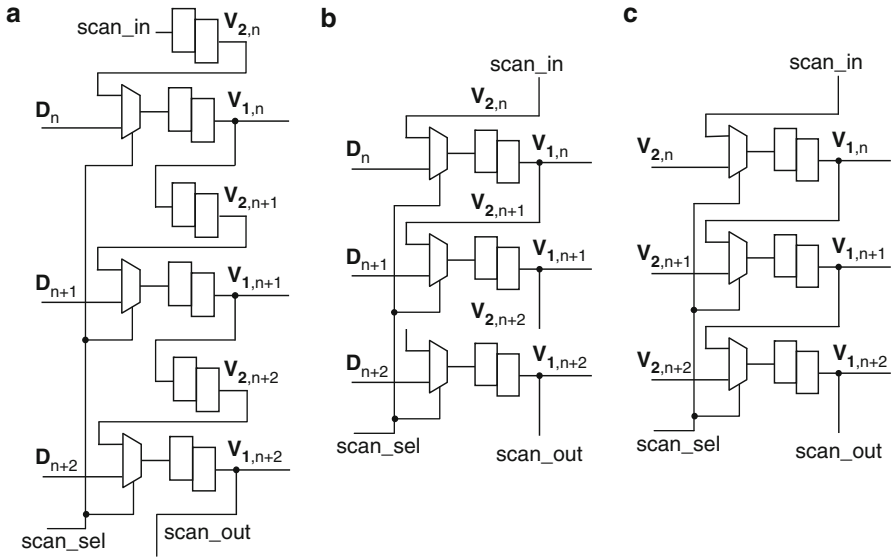 a
scan_in
V2,n
Dn
V1,n
V2,n+1
Dn+1
V1,n+1
V2,n+2
Dn+2
V1,n+2
scan_sel
scan_out
b
scan_in
V2,n
Dn
V1,n
V2,n+1
Dn+1
V1,n+1
V2,n+2
Dn+2
V1,n+2
scan_sel
scan_out
c
scan_in
V2,n
V1,n
V2,n+1
V1,n+1
V2,n+2
V1,n+2
scan_sel
scan_out